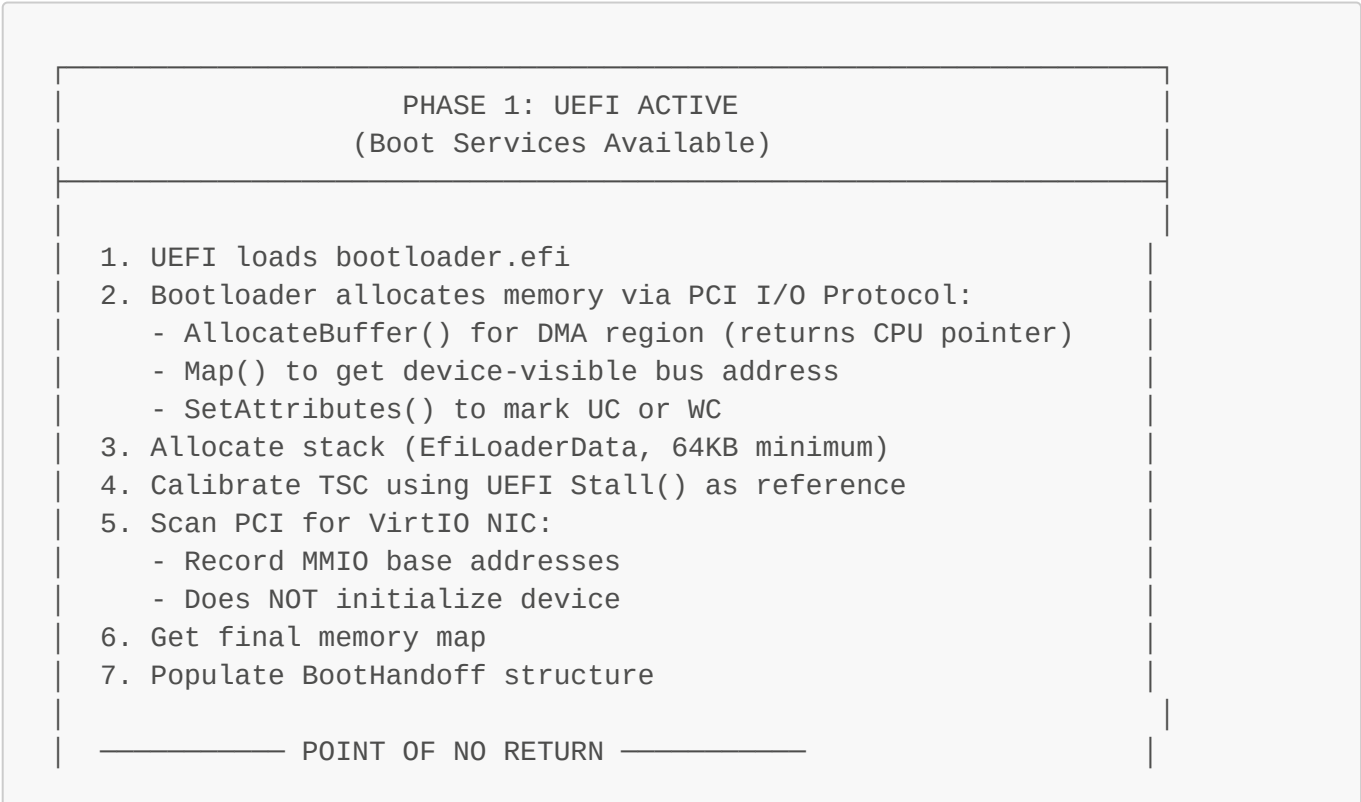 PHASE 1: UEFI ACTIVE
(Boot Services Available)
1. UEFI loads bootloader.efi
2. Bootloader allocates memory via PCI I/O Protocol:
- AllocateBuffer() for DMA region (returns CPU pointer)
- Map() to get device-visible bus address
- SetAttributes() to mark UC or WC
3. Allocate stack (EfiLoaderData, 64KB minimum)
4. Calibrate TSC using UEFI Stall() as reference
5. Scan PCI for VirtIO NIC:
- Record MMIO base addresses
- Does NOT initialize device
6. Get final memory map
7. Populate BootHandoff structure
─────────── POINT OF NO RETURN ───────────